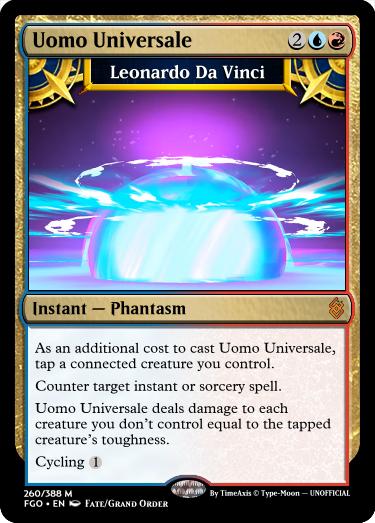 Uomo Universale 2
Leonardo Da Vinci
Instant — Phantasm
As an additional cost to cast Uomo Universale,
tap a connected creature you control.
Counter target instant or sorcery spell.
Uomo Universale deals damage to each
creature you don't control equal to the tapped
creature's toughness.
Cycling 1
260/388 M
FGO • EN Fate/Grand Order
By TimeAxis © Type-Moon — UNOFFICIAL